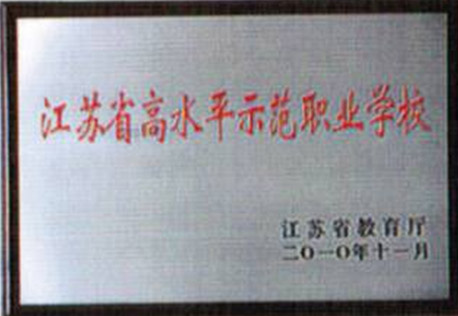 江苏省高水平示范职业学校
江苏省教育厅
二〇一〇年十一月